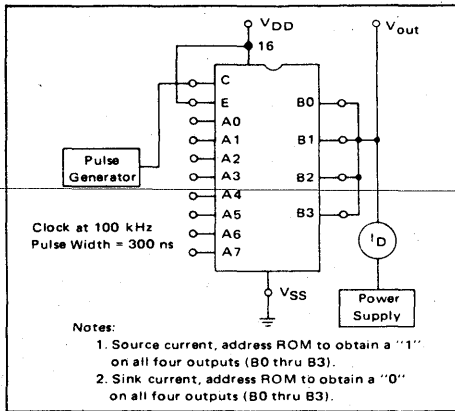 VDD
Vout
16
C
E
A0
A1
A2
A3
A4
A5
A6
A7
B0
B1
B2
B3
Pulse
Generator
Clock at 100 kHz
Pulse Width = 300 ns
ID
Power
Supply
VSS
Notes:
1. Source current, address ROM to obtain a "1"
on all four outputs (B0 thru B3).
2. Sink current, address ROM to obtain a "0"
on all four outputs (B0 thru B3).